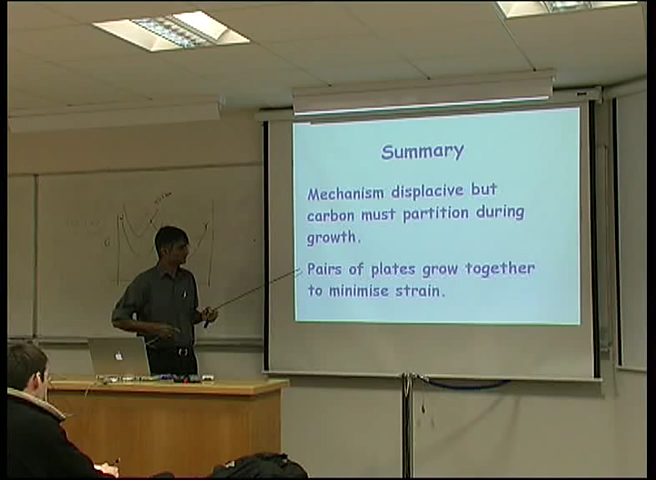 Summary
Mechanism displacive but
carbon must partition during
growth.
Pairs of plates grow together
to minimise strain.